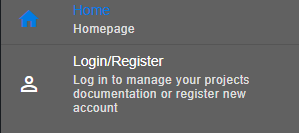 Home
Homepage
Login/Register
Log in to manage your projects
documentation or register new
account